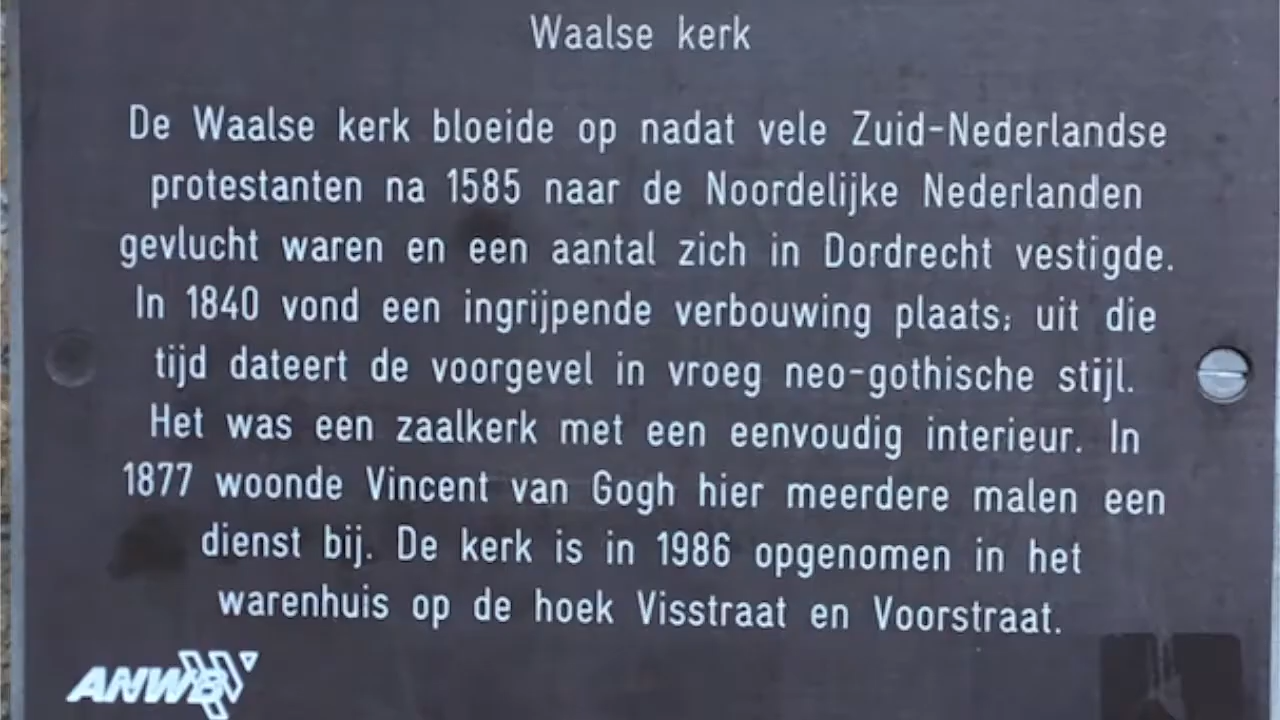 Waalse kerk
De Waalse kerk bloeide op nadat vele Zuid-Nederlandse
protestanten na 1585 naar de Noordelijke Nederlanden
gevlucht waren en een aantal zich in Dordrecht vestigde.
In 1840 vond een ingrijpende verbouwing plaats; uit die
tijd dateert de voorgevel in vroeg neo-gothische stijl.
Het was een zaalkerk met een eenvoudig interieur. In
1877 woonde Vincent van Gogh hier meerdere malen een
dienst bij. De kerk is in 1986 opgenomen in het
warenhuis op de hoek Visstraat en Voorstraat.
ANWB